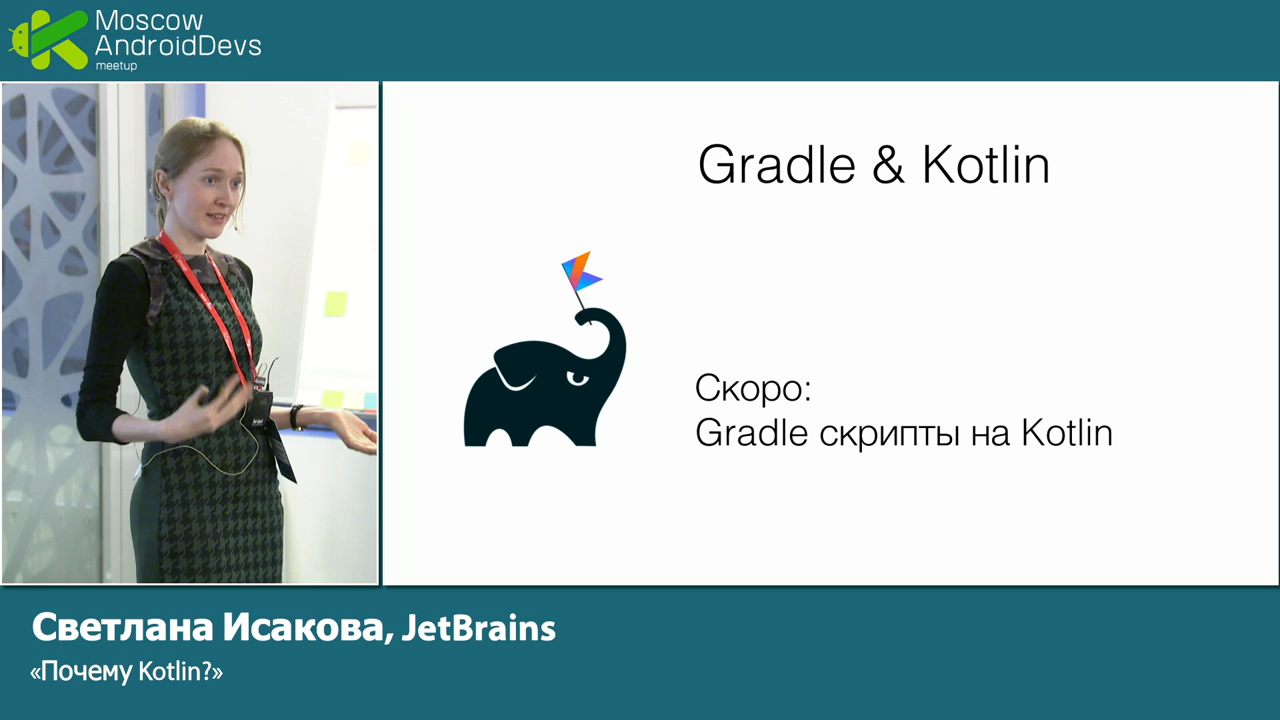 Moscow
AndroidDevs
meetup
Gradle & Kotlin
Скоро:
Gradle скрипты на Kotlin
Светлана Исакова, JetBrains
«Почему Kotlin?»